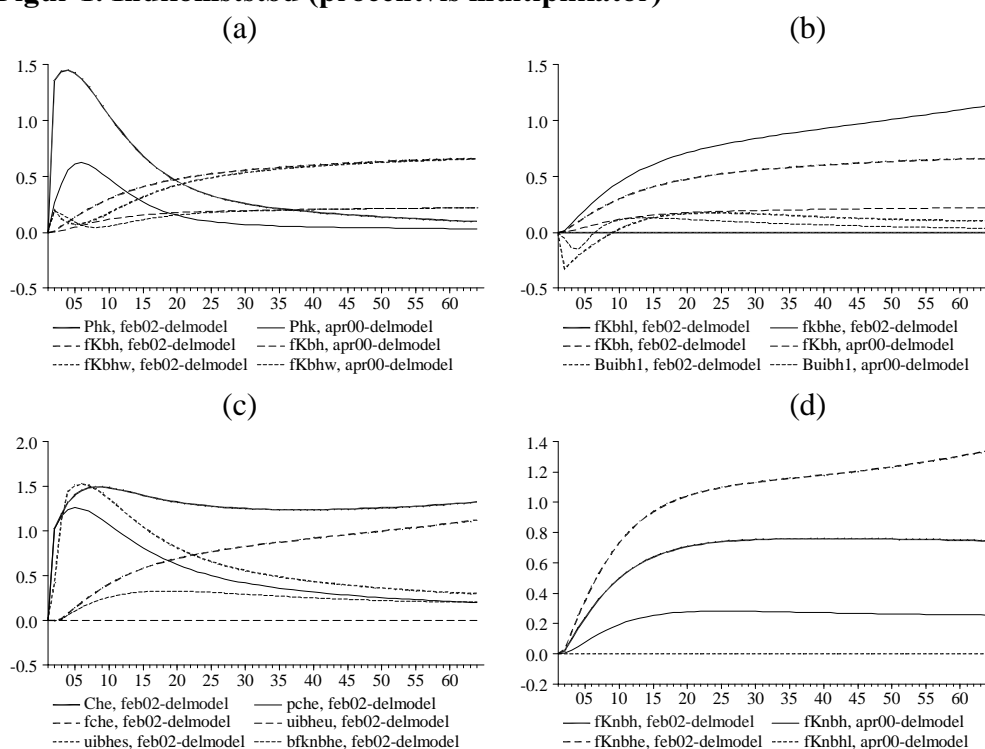 Figur 1. Indkomststød (procentvis multiplikator)
(a)
1.5
1.0
0.5
0.0
-0.5
05 10 15 20 25 30 35 40 45 50 55 60
Phk, feb02-delmodel Phk, apr00-delmodel
fKbh, feb02-delmodel fKbh, apr00-delmodel
fKbhw, feb02-delmodel fKbhw, apr00-delmodel
(b)
1.5
1.0
0.5
0.0
-0.5
05 10 15 20 25 30 35 40 45 50 55 60
fKbhl, feb02-delmodel fkbhe, feb02-delmodel
fKbh, feb02-delmodel fKbh, apr00-delmodel
Buibh1, feb02-delmodel Buibh1, apr00-delmodel
(c)
2.0
1.5
1.0
0.5
0.0
-0.5
05 10 15 20 25 30 35 40 45 50 55 60
Che, feb02-delmodel pche, feb02-delmodel
fche, feb02-delmodel uibheu, feb02-delmodel
uibhes, feb02-delmodel bfknbhe, feb02-delmodel
(d)
1.4
1.2
1.0
0.8
0.6
0.4
0.2
0.0
-0.2
05 10 15 20 25 30 35 40 45 50 55 60
fKnbh, feb02-delmodel fKnbh, apr00-delmodel
fKnbhe, feb02-delmodel fKnbhl, apr00-delmodel